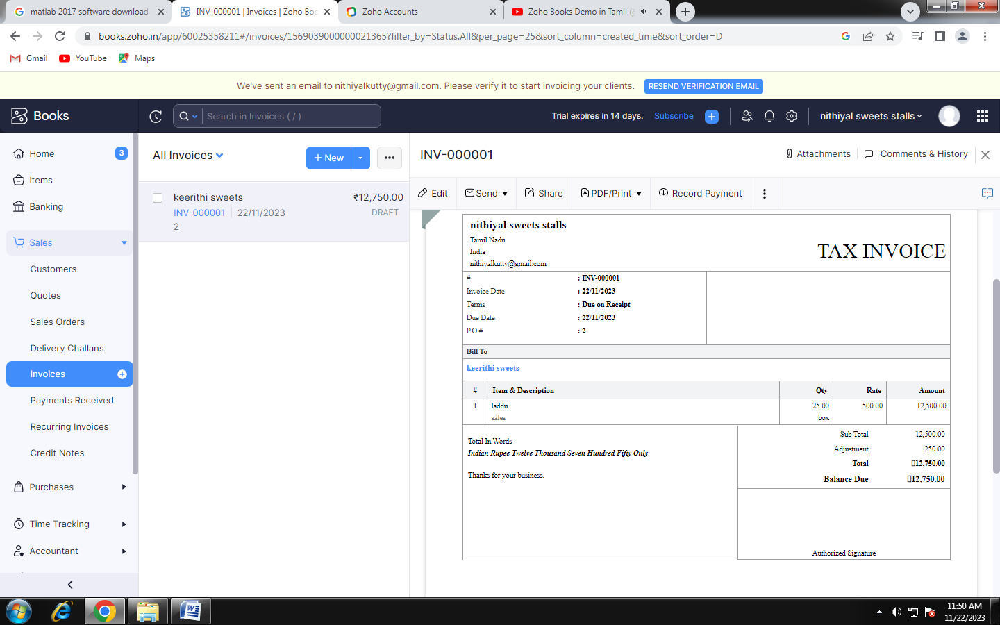 matlab 2017 software download
INV-000001 | Invoices | Zoho Boo
Zoho Accounts
Zoho Books Demo in Tamil
books.zoho.in/app/60025358211#/invoices/1569039000000021365?filter_by=Status.All&per_page=25&sort_column=created_time&sort_order=D
Gmail YouTube Maps
We've sent an email to nithiyalkutty@gmail.com. Please verify it to start invoicing your clients. RESEND VERIFICATION EMAIL
Books
Search in Invoices ( / )
Trial expires in 14 days. Subscribe
nithiyal sweets stalls
Home 3
Items
Banking
Sales
Customers
Quotes
Sales Orders
Delivery Challans
Invoices
Payments Received
Recurring Invoices
Credit Notes
Purchases
Time Tracking
Accountant
All Invoices
+ New
keerithi sweets ₹12,750.00
INV-000001 22/11/2023 DRAFT
2
INV-000001
Attachments
Comments & History
Edit
Send
Share
PDF/Print
Record Payment
nithiyal sweets stalls
Tamil Nadu
India
nithiyalkutty@gmail.com
TAX INVOICE
# : INV-000001
Invoice Date : 22/11/2023
Terms : Due on Receipt
Due Date : 22/11/2023
P.O.# : 2
Bill To
keerithi sweets
# Item & Description Qty Rate Amount
1 laddu 25.00 500.00 12,500.00
sales box
Sub Total 12,500.00
Adjustment 250.00
Total 12,750.00
Balance Due 12,750.00
Total In Words
Indian Rupee Twelve Thousand Seven Hundred Fifty Only
Thanks for your business.
Authorized Signature
11:50 AM
11/22/2023